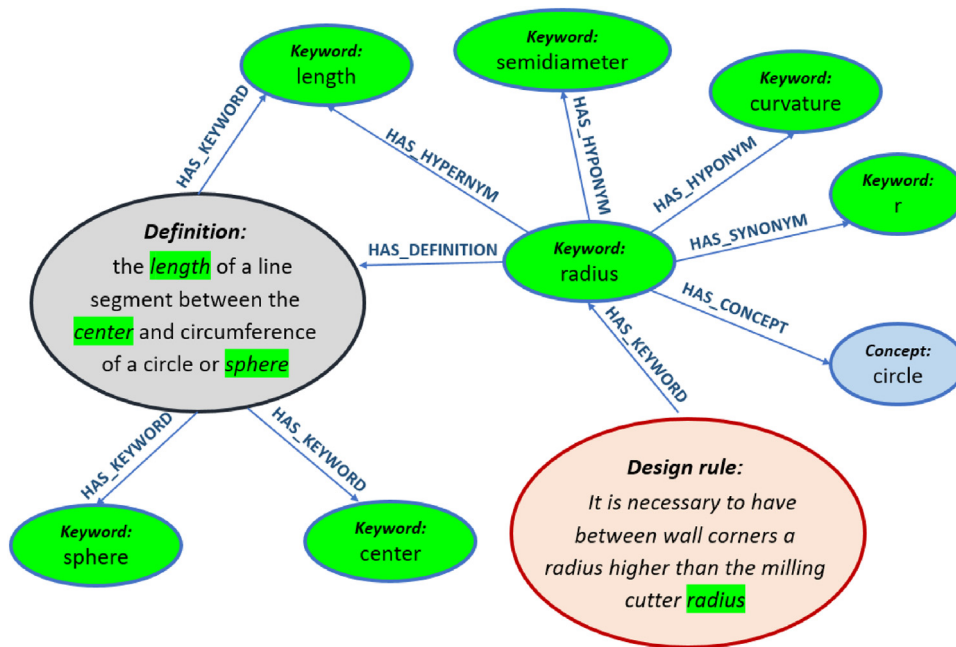 Keyword:
length
Keyword:
semidiameter
Keyword:
curvature
HAS_KEYWORD
HAS_HYPERNYM
HAS_HYPONYM
HAS_HYPONYM
Keyword:
r
HAS_SYNONYM
Definition:
the length of a line
segment between the
center and circumference
of a circle or sphere
HAS_DEFINITION
Keyword:
radius
HAS_CONCEPT
Concept:
circle
HAS_KEYWORD
HAS_KEYWORD
HAS_KEYWORD
Keyword:
sphere
Keyword:
center
Design rule:
It is necessary to have
between wall corners a
radius higher than the milling
cutter radius